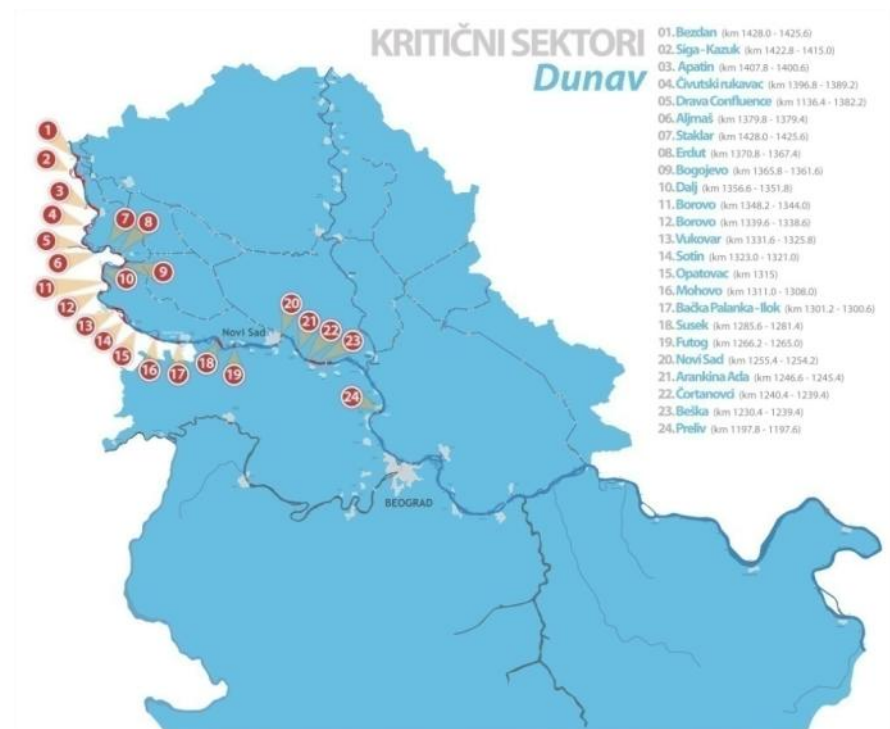 KRITIČNI SEKTORI
Dunav
01. Bezdan (km 1428.0 - 1425.6)
02. Siga - Kazuk (km 1422.8 - 1415.0)
03. Apatin (km 1407.8 - 1400.6)
04. Čivutski rukavac (km 1396.8 - 1389.2)
05. Drava Confluence (km 1136.4 - 1382.2)
06. Aljmaš (km 1379.8 - 1379.4)
07. Staklar (km 1428.0 - 1425.6)
08. Erdut (km 1370.8 - 1367.4)
09. Bogojevo (km 1365.8 - 1361.6)
10. Dalj (km 1356.6 - 1351.8)
11. Borovo (km 1348.2 - 1344.0)
12. Borovo (km 1339.6 - 1338.6)
13. Vukovar (km 1331.6 - 1325.8)
14. Sotin (km 1323.0 - 1321.0)
15. Opatovac (km 1315)
16. Mohovo (km 1311.0 - 1308.0)
17. Bačka Palanka - Ilok (km 1301.2 - 1300.6)
18. Susek (km 1285.6 - 1281.4)
19. Futog (km 1266.2 - 1265.0)
20. Novi Sad (km 1255.4 - 1254.2)
21. Arankina Ada (km 1246.6 - 1245.4)
22. Čortanovci (km 1240.4 - 1239.4)
23. Beška (km 1230.4 - 1239.4)
24. Preliv (km 1197.8 - 1197.6)
1
2
3
4
5
6
7
8
9
10
11
12
13
14
15
16
17
18
19
20
21
22
23
24
Novi Sad
BEOGRAD